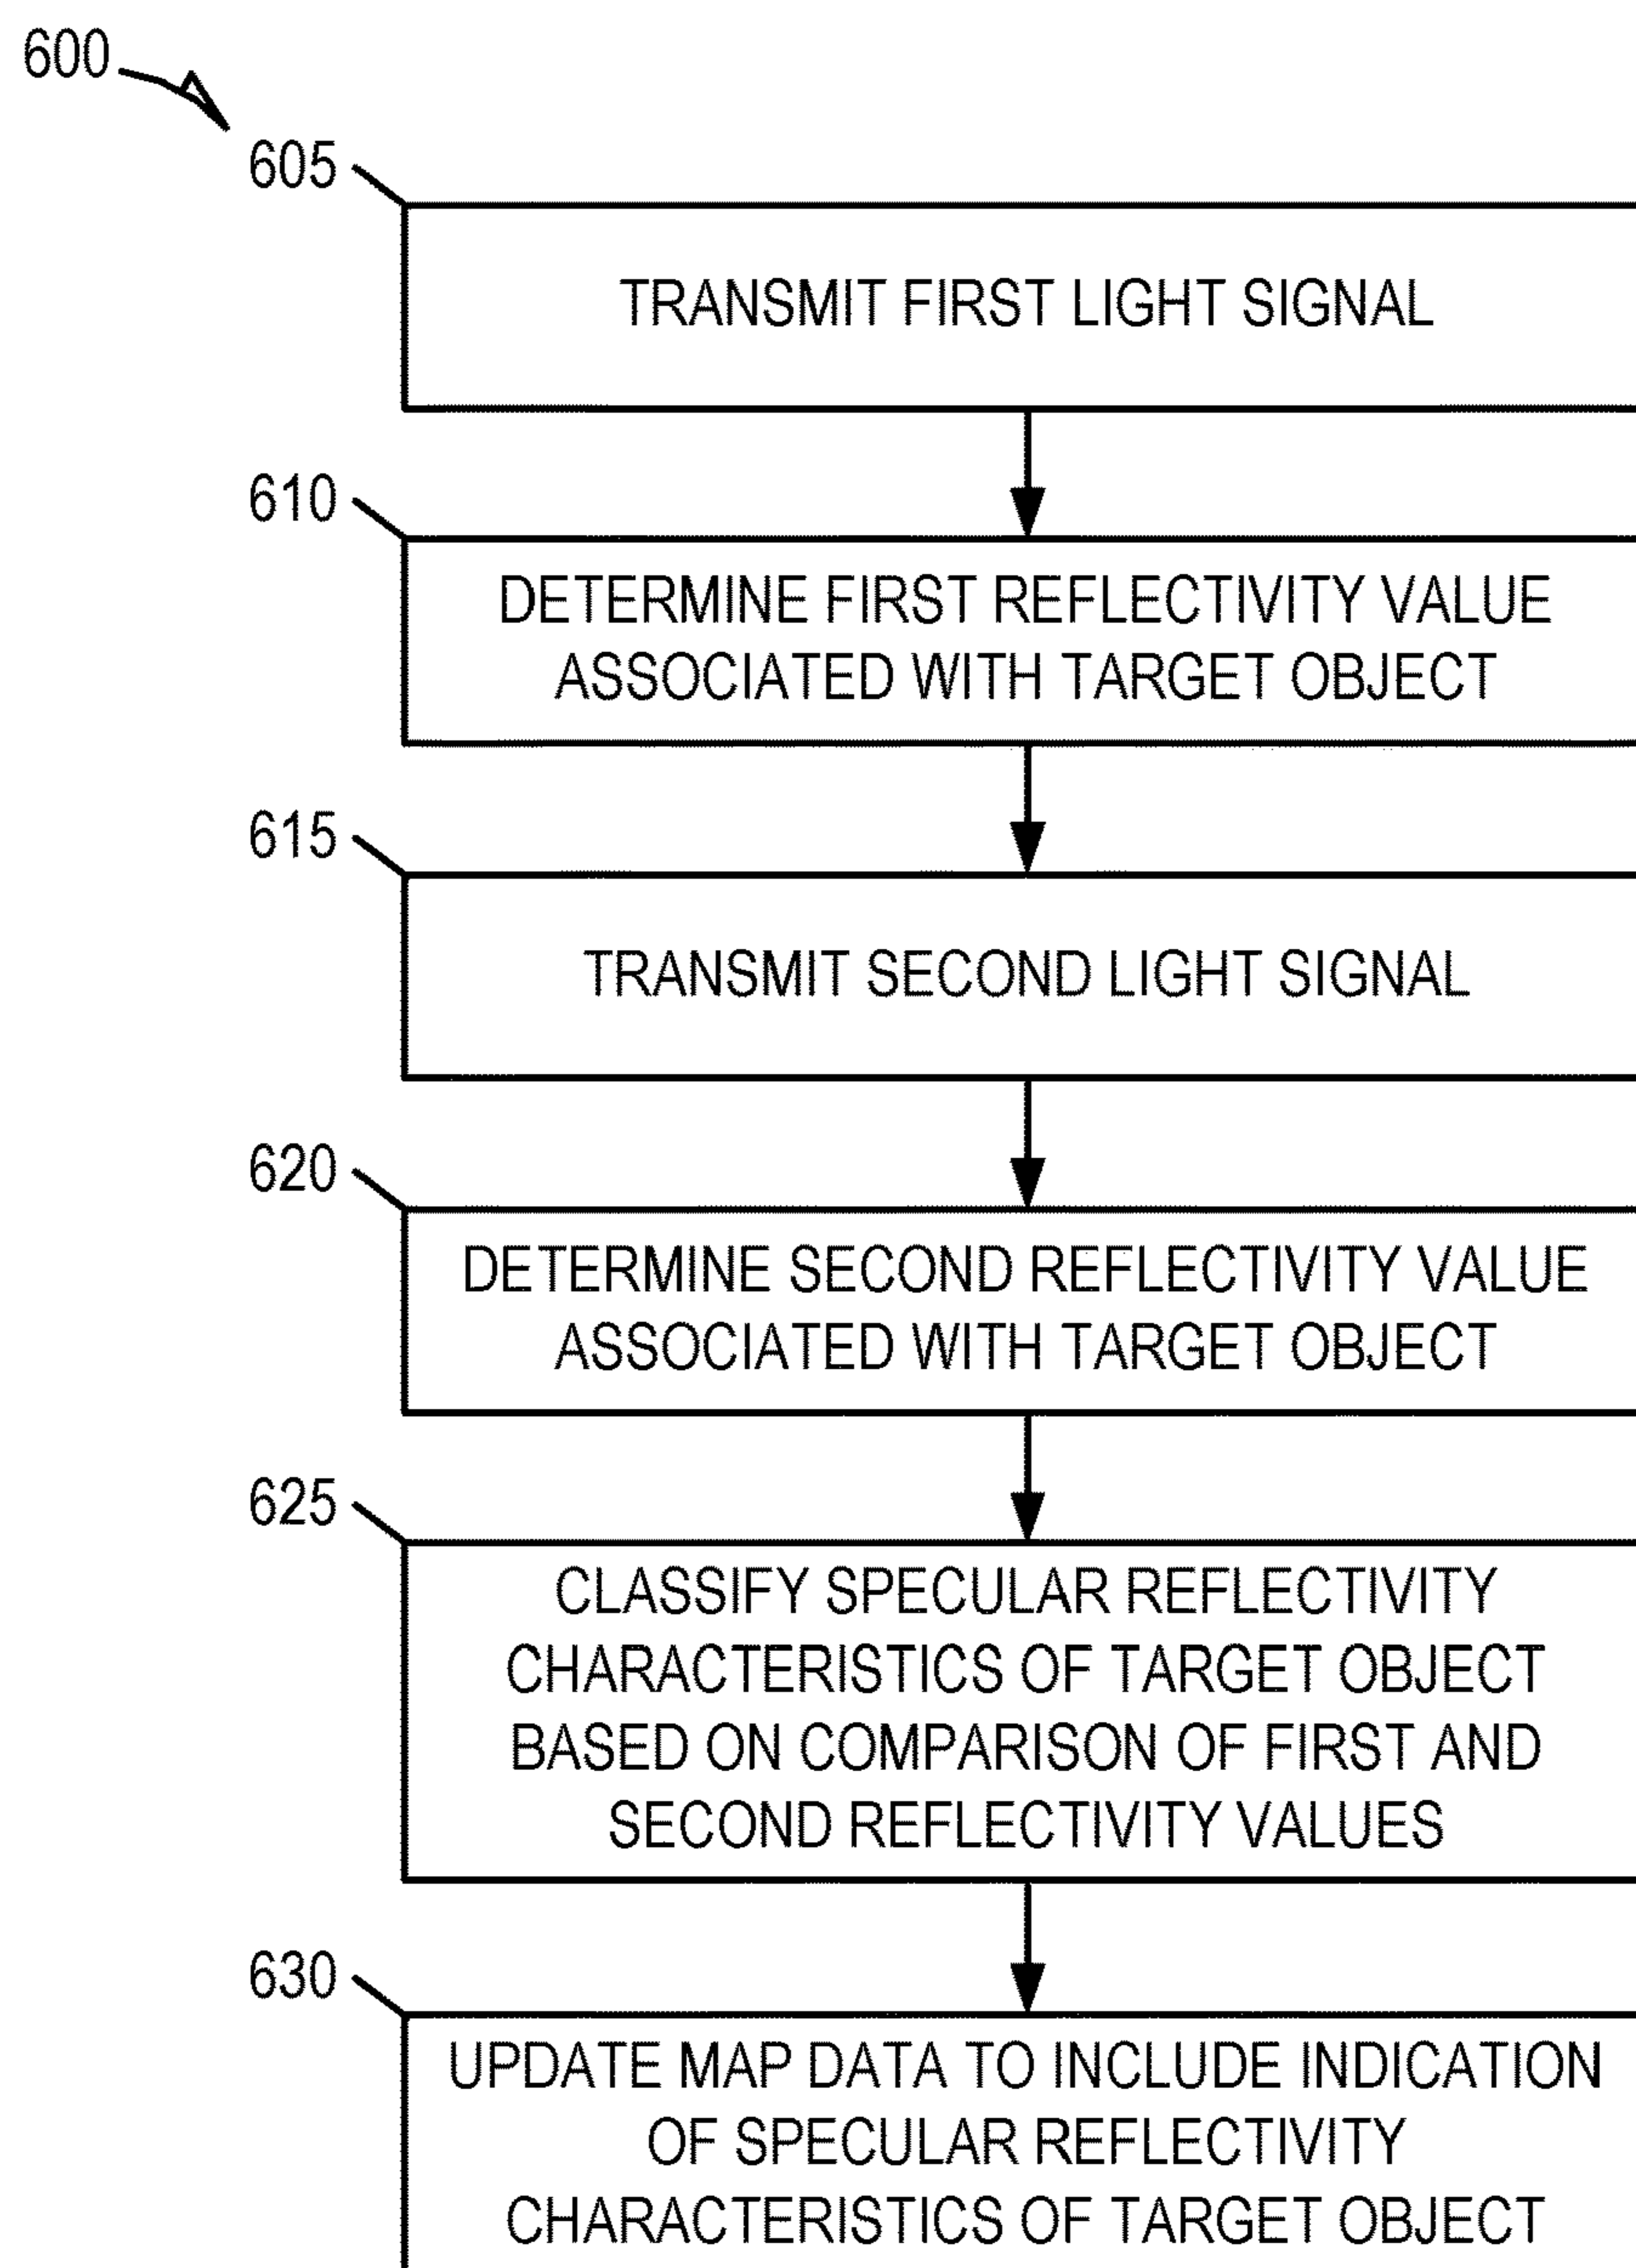 600
605
TRANSMIT FIRST LIGHT SIGNAL
610
DETERMINE FIRST REFLECTIVITY VALUE
ASSOCIATED WITH TARGET OBJECT
615
TRANSMIT SECOND LIGHT SIGNAL
620
DETERMINE SECOND REFLECTIVITY VALUE
ASSOCIATED WITH TARGET OBJECT
625
CLASSIFY SPECULAR REFLECTIVITY
CHARACTERISTICS OF TARGET OBJECT
BASED ON COMPARISON OF FIRST AND
SECOND REFLECTIVITY VALUES
630
UPDATE MAP DATA TO INCLUDE INDICATION
OF SPECULAR REFLECTIVITY
CHARACTERISTICS OF TARGET OBJECT